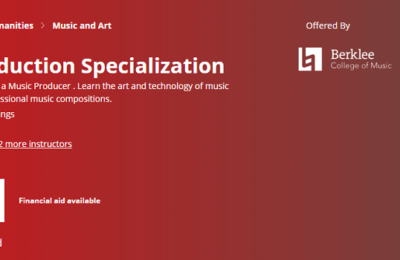 manities > Music and Art
Offered By
Berklee
College of Music
duction Specialization
a Music Producer . Learn the art and technology of music
essional music compositions.
ngs
2 more instructors
Financial aid available
d